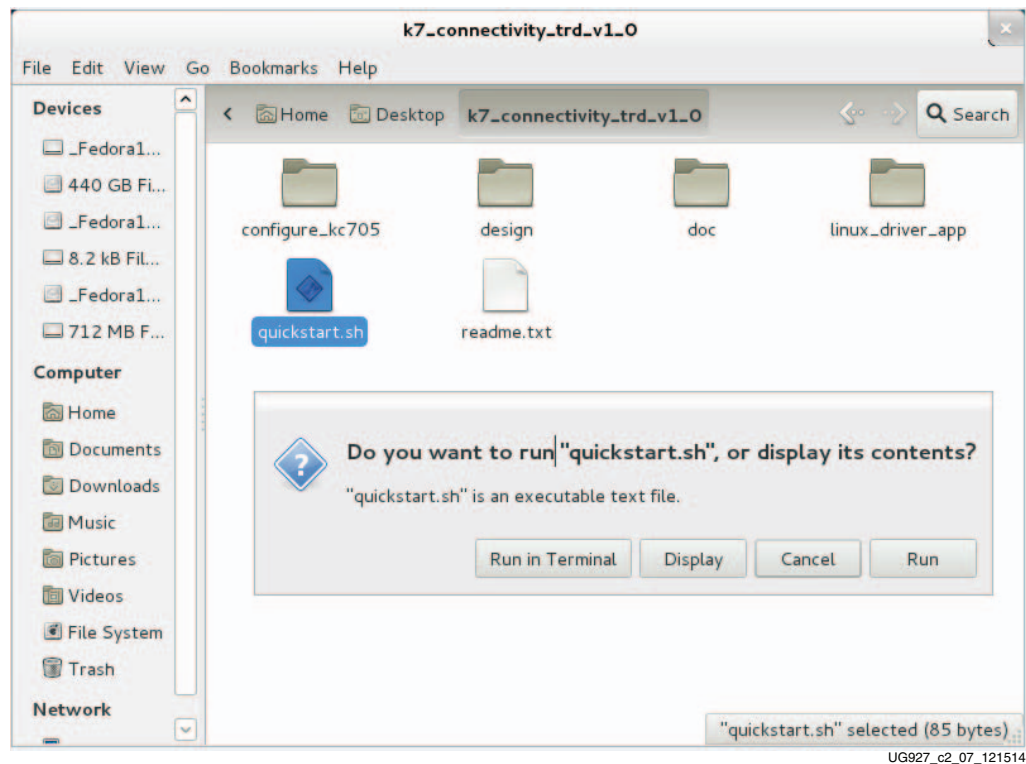 k7_connectivity_trd_v1_0
File Edit View Go Bookmarks Help
Devices
_Fedora1...
440 GB Fi...
_Fedora1...
8.2 kB Fil...
_Fedora1...
712 MB F...
Computer
Home
Documents
Downloads
Music
Pictures
Videos
File System
Trash
Network
Home Desktop k7_connectivity_trd_v1_0 Search
configure_kc705 design doc linux_driver_app
quickstart.sh readme.txt
Do you want to run "quickstart.sh", or display its contents?
"quickstart.sh" is an executable text file.
Run in Terminal Display Cancel Run
"quickstart.sh" selected (85 bytes)
UG927_c2_07_121514